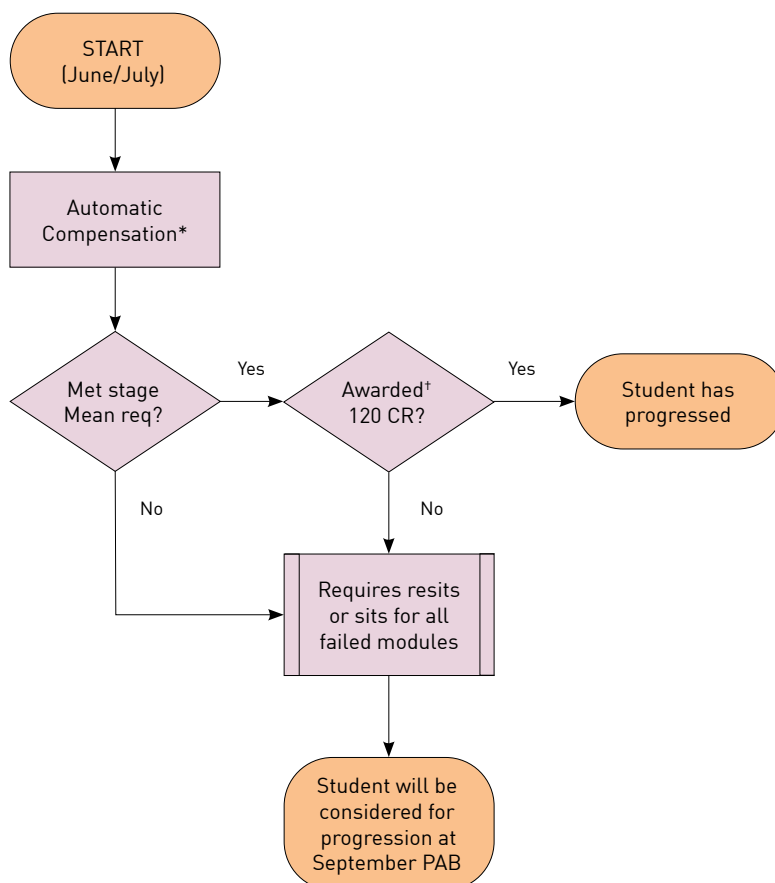 START
(June/July)
Automatic
Compensation*
Met stage
Mean req?
Yes
Awarded†
120 CR?
Yes
Student has
progressed
No
No
Requires resits
or sits for all
failed modules
Student will be
considered for
progression at
September PAB